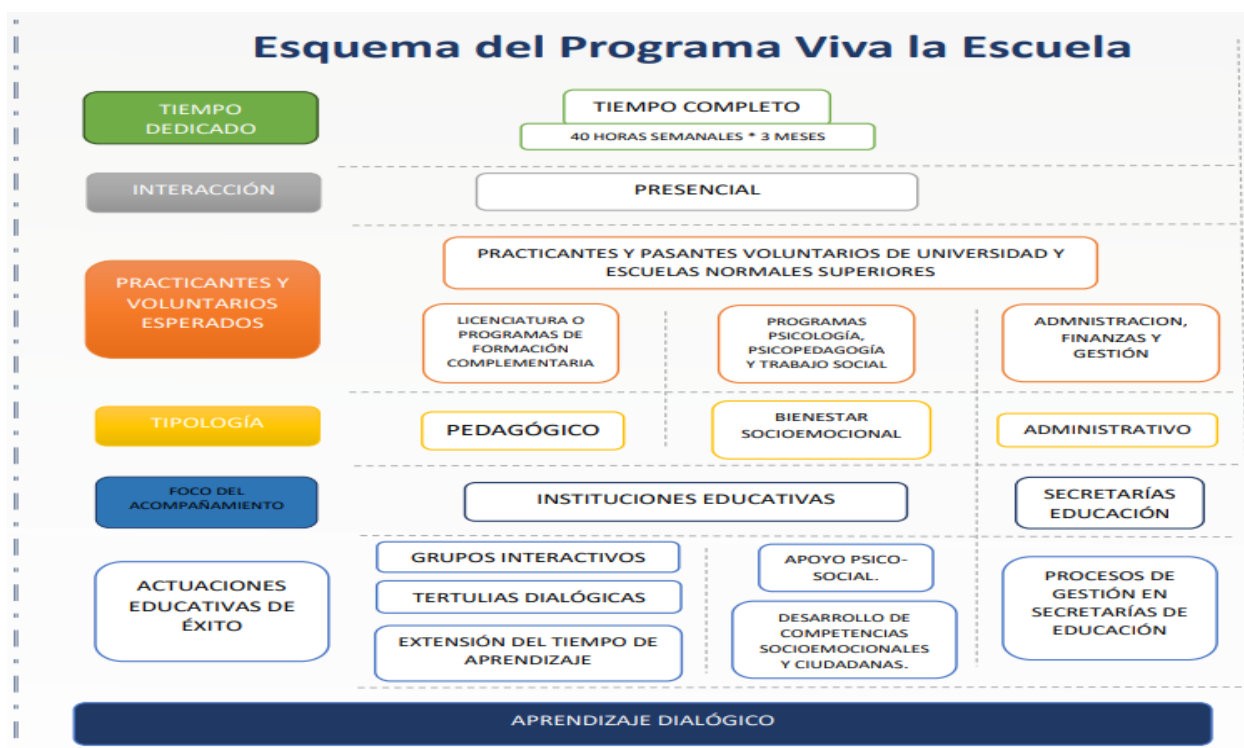 Esquema del Programa Viva la Escuela
TIEMPO
DEDICADO
TIEMPO COMPLETO
40 HORAS SEMANALES * 3 MESES
INTERACCIÓN
PRESENCIAL
PRACTICANTES Y
VOLUNTARIOS
ESPERADOS
PRACTICANTES Y PASANTES VOLUNTARIOS DE UNIVERSIDAD Y
ESCUELAS NORMALES SUPERIORES
LICENCIATURA O
PROGRAMAS DE
FORMACIÓN
COMPLEMENTARIA
PROGRAMAS
PSICOLOGÍA,
PSICOPEDAGOGÍA
Y TRABAJO SOCIAL
ADMNISTRACION,
FINANZAS Y
GESTIÓN
TIPOLOGÍA
PEDAGÓGICO
BIENESTAR
SOCIOEMOCIONAL
ADMINISTRATIVO
FOCO DEL
ACOMPAÑAMIENTO
INSTITUCIONES EDUCATIVAS
SECRETARÍAS
EDUCACIÓN
ACTUACIONES
EDUCATIVAS DE
ÉXITO
GRUPOS INTERACTIVOS
TERTULIAS DIALÓGICAS
EXTENSIÓN DEL TIEMPO DE
APRENDIZAJE
APOYO PSICO-
SOCIAL.
DESARROLLO DE
COMPETENCIAS
SOCIOEMOCIONALES
Y CIUDADANAS.
PROCESOS DE
GESTIÓN EN
SECRETARÍAS DE
EDUCACIÓN
APRENDIZAJE DIALÓGICO